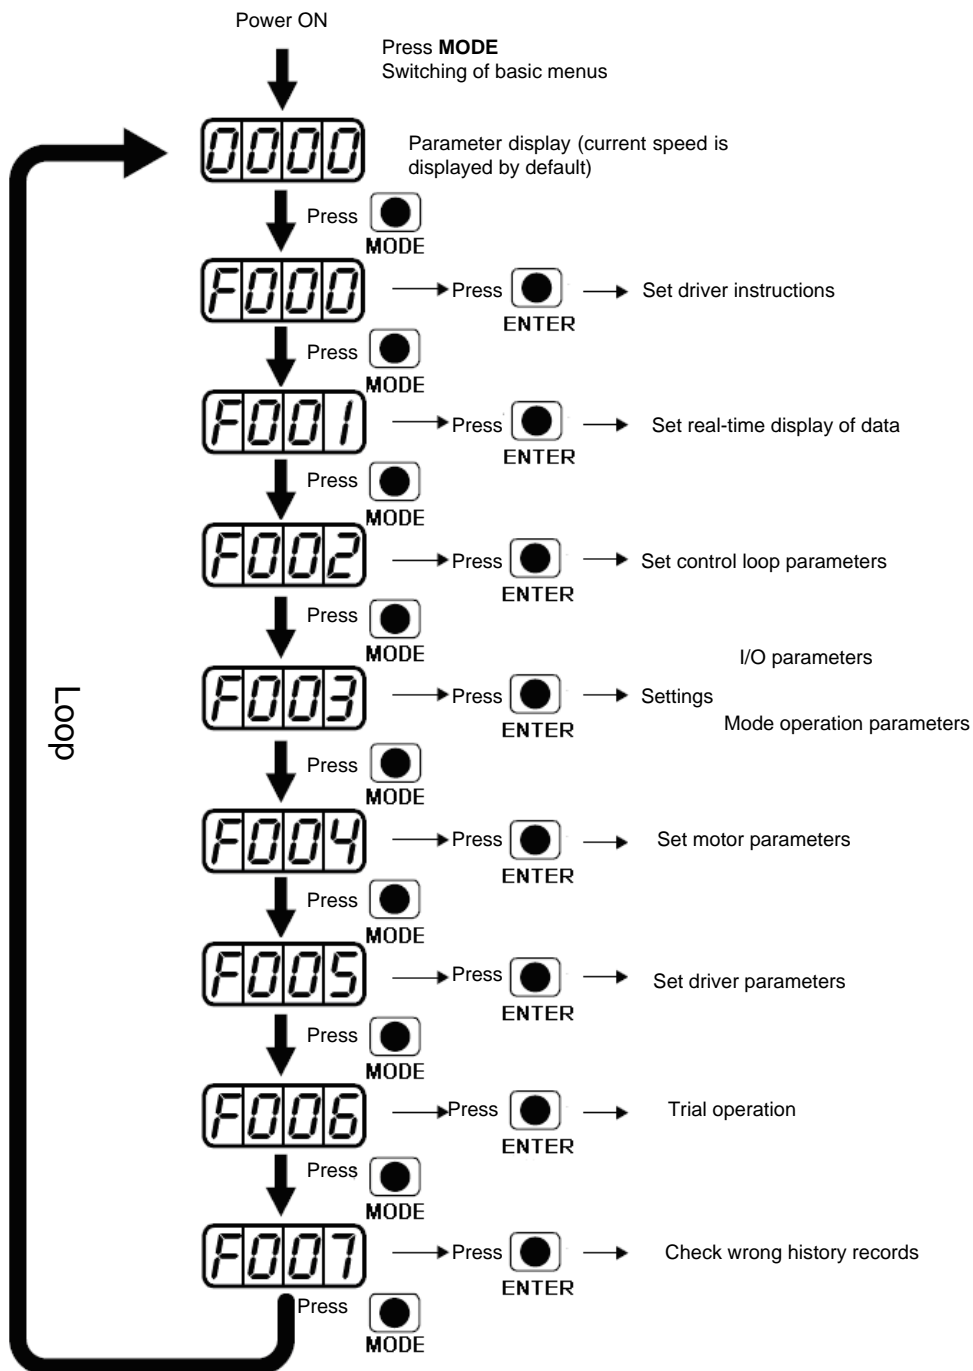 Power ON
Press MODE
Switching of basic menus
0000
Parameter display (current speed is
displayed by default)
Press
MODE
F000
Press
ENTER
Set driver instructions
Press
MODE
F001
Press
ENTER
Set real-time display of data
Press
MODE
F002
Press
ENTER
Set control loop parameters
Press
MODE
I/O parameters
F003
Press
ENTER
Settings
Mode operation parameters
Loop
Press
MODE
F004
Press
ENTER
Set motor parameters
Press
MODE
F005
Press
ENTER
Set driver parameters
Press
MODE
F006
Press
ENTER
Trial operation
Press
MODE
F007
Press
ENTER
Check wrong history records
Press
MODE